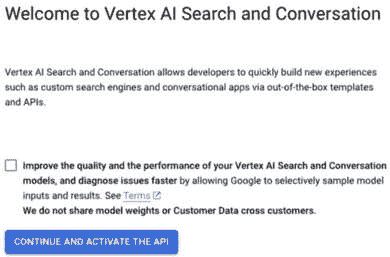 Welcome to Vertex AI Search and Conversation
Vertex AI Search and Conversation allows developers to quickly build new experiences
such as custom search engines and conversational apps via out-of-the-box templates
and APIs.
Improve the quality and the performance of your Vertex AI Search and Conversation
models, and diagnose issues faster by allowing Google to selectively sample model
inputs and results. See Terms
We do not share model weights or Customer Data cross customers.
CONTINUE AND ACTIVATE THE API